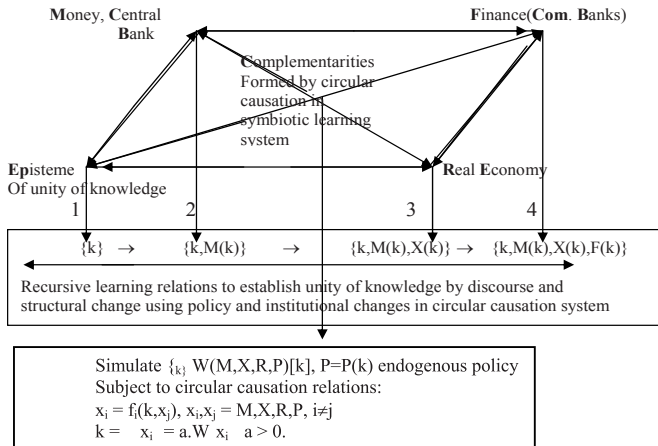 Money, Central
Bank
Finance(Com. Banks)
Complementarities
Formed by circular
causation in
symbiotic learning
system
Episteme
Of unity of knowledge
Real Economy
1
2
3
4
{k} → {k,M(k)} → {k,M(k),X(k)} → {k,M(k),X(k),F(k)}
Recursive learning relations to establish unity of knowledge by discourse and
structural change using policy and institutional changes in circular causation system
Simulate {k} W(M,X,R,P)[k], P=P(k) endogenous policy
Subject to circular causation relations:
xi = fi(k,xj), xi,xj = M,X,R,P, i≠j
k = xi = a.W xi a > 0.